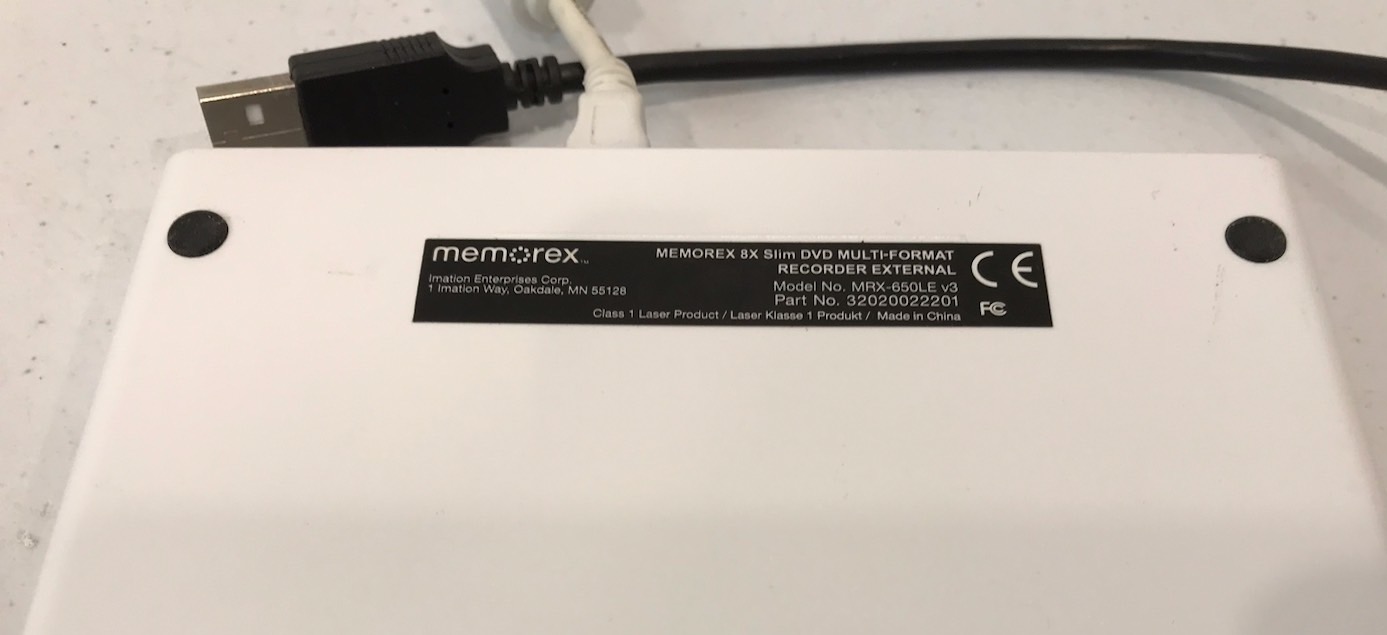 memorex™
Imation Enterprises Corp.
1 Imation Way, Oakdale, MN 55128
MEMOREX 8X Slim DVD MULTI-FORMAT
RECORDER EXTERNAL
Model No. MRX-650LE v3
Part No. 32020022201
Class 1 Laser Product / Laser Klasse 1 Produkt / Made in China
CE
FC